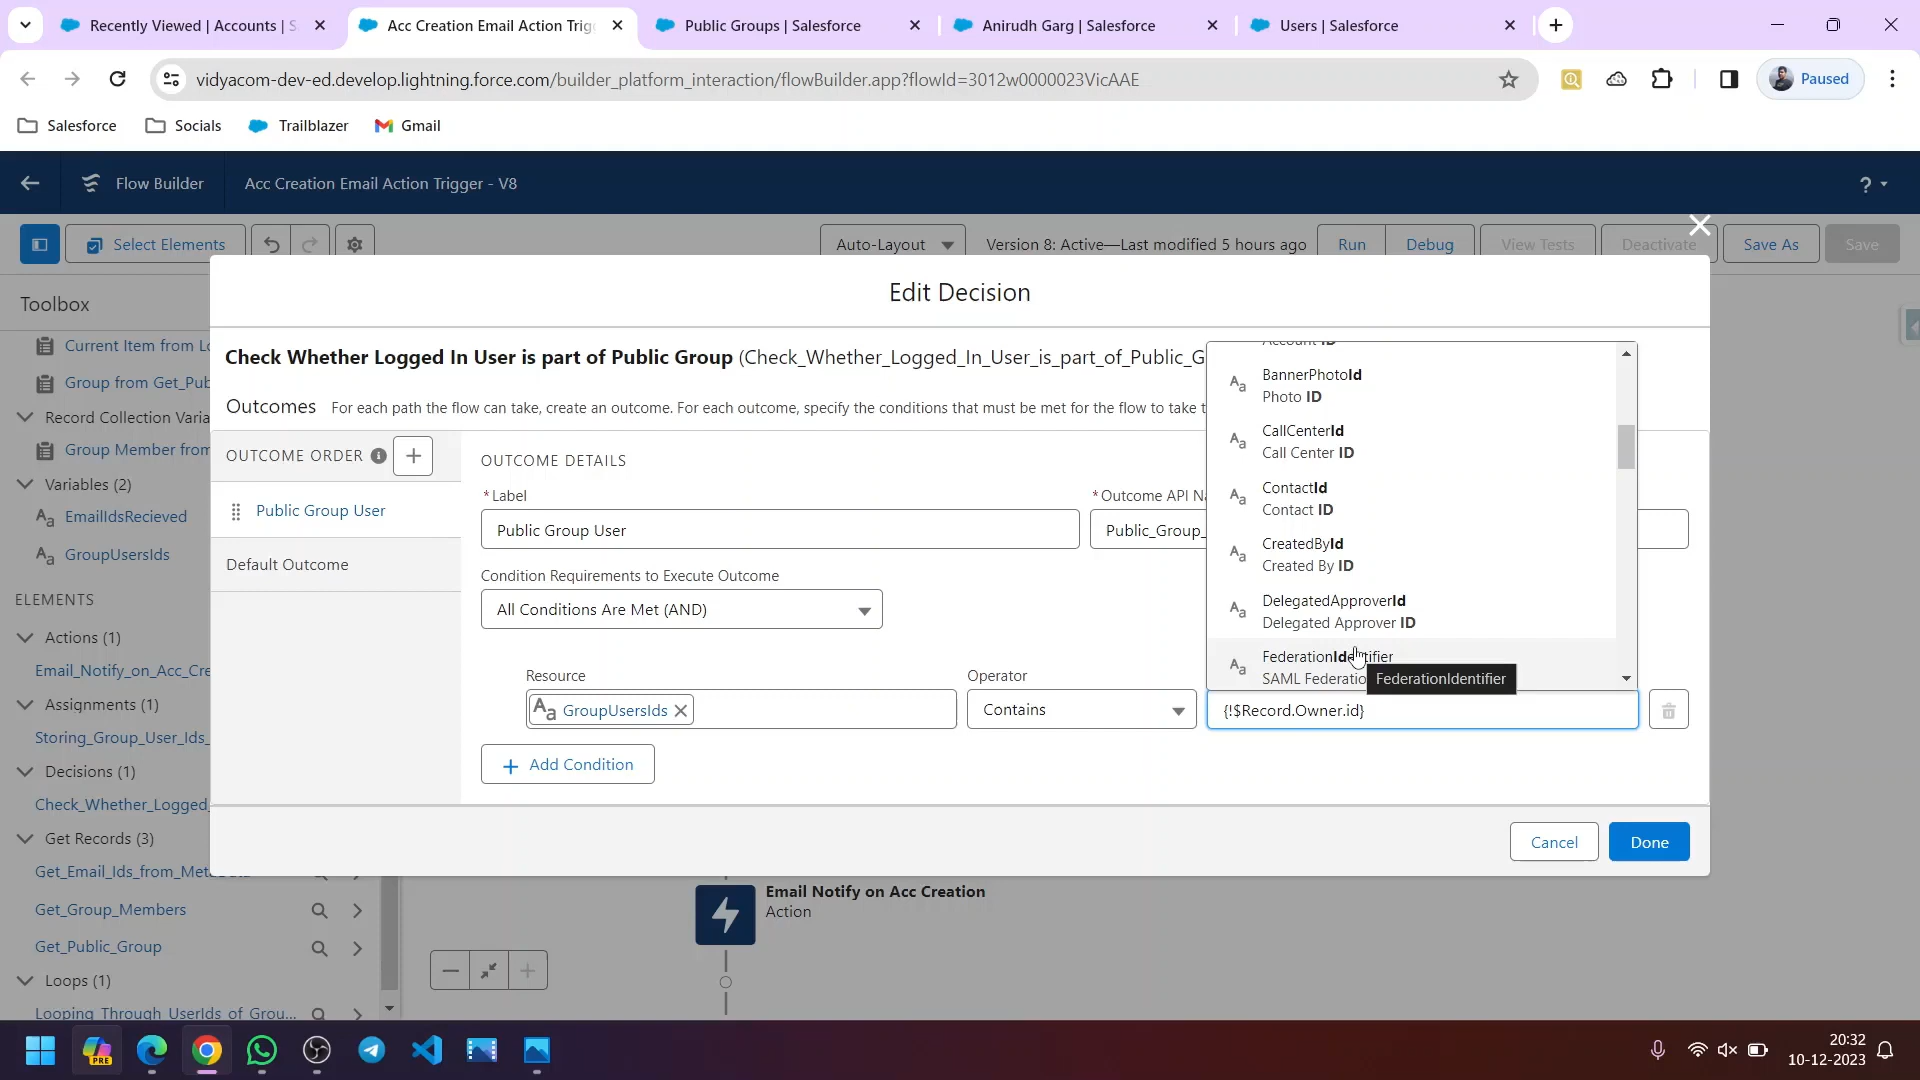 Recently Viewed | Accounts | S
Acc Creation Email Action Trig
Public Groups | Salesforce
Anirudh Garg | Salesforce
Users | Salesforce
vidyacom-dev-ed.develop.lightning.force.com/builder_platform_interaction/flowBuilder.app?flowId=3012w0000023VicAAE
Paused
Salesforce
Socials
Trailblazer
Gmail
Flow Builder
Acc Creation Email Action Trigger - V8
?
Select Elements
Auto-Layout
Version 8: Active—Last modified 5 hours ago
Run
Debug
View Tests
Deactivate
Save As
Save
Toolbox
Current Item from Lo
Group from Get_Pub
Record Collection Varia
Group Member from
Variables (2)
EmailIdsRecieved
GroupUsersIds
ELEMENTS
Actions (1)
Email_Notify_on_Acc_Cre
Assignments (1)
Storing_Group_User_Ids_
Decisions (1)
Check_Whether_Logged_
Get Records (3)
Get_Email_Ids_from_Meta
Get_Group_Members
Get_Public_Group
Loops (1)
Looping_Through_UserIds_of_Grou...
Edit Decision
Check Whether Logged In User is part of Public Group (Check_Whether_Logged_In_User_is_part_of_Public_G
Outcomes For each path the flow can take, create an outcome. For each outcome, specify the conditions that must be met for the flow to take t
OUTCOME ORDER
Public Group User
Default Outcome
OUTCOME DETAILS
*Label
Public Group User
*Outcome API Na
Public_Group_
Condition Requirements to Execute Outcome
All Conditions Are Met (AND)
Resource
Aa GroupUsersIds
Operator
Contains
{!$Record.Owner.id}
Account ID
BannerPhotoId
Photo ID
CallCenterId
Call Center ID
ContactId
Contact ID
CreatedById
Created By ID
DelegatedApproverId
Delegated Approver ID
FederationIdentifier
SAML Federatio
FederationIdentifier
Add Condition
Cancel
Done
Email Notify on Acc Creation
Action
PRE
20:32
10-12-2023